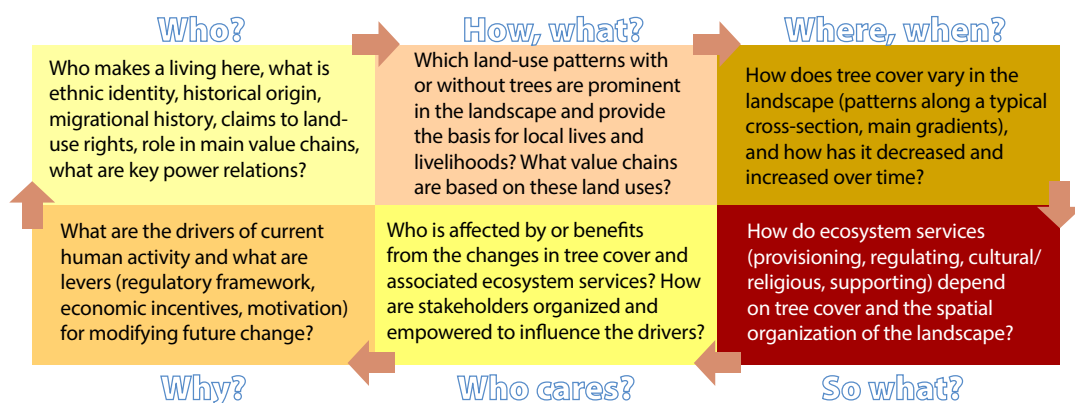 Who?
Who makes a living here, what is
ethnic identity, historical origin,
migrational history, claims to land-
use rights, role in main value chains,
what are key power relations?
How, what?
Which land-use patterns with
or without trees are prominent
in the landscape and provide
the basis for local lives and
livelihoods? What value chains
are based on these land uses?
Where, when?
How does tree cover vary in the
landscape (patterns along a typical
cross-section, main gradients),
and how has it decreased and
increased over time?
How do ecosystem services
(provisioning, regulating, cultural/
religious, supporting) depend
on tree cover and the spatial
organization of the landscape?
So what?
Who is affected by or benefits
from the changes in tree cover and
associated ecosystem services? How
are stakeholders organized and
empowered to influence the drivers?
Who cares?
What are the drivers of current
human activity and what are
levers (regulatory framework,
economic incentives, motivation)
for modifying future change?
Why?